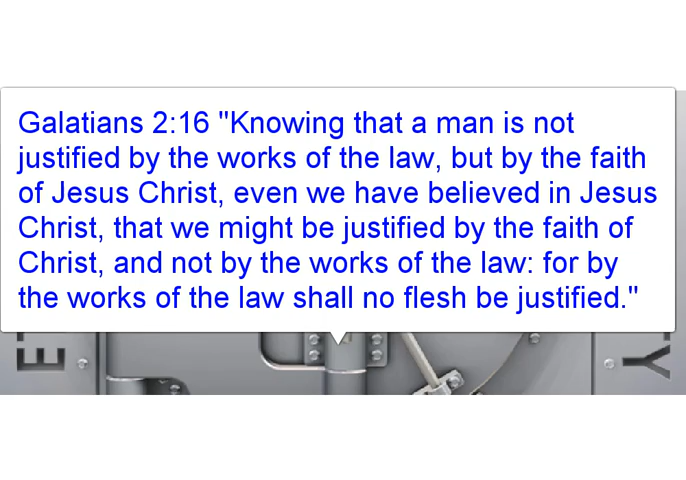 Galatians 2:16 "Knowing that a man is not
justified by the works of the law, but by the faith
of Jesus Christ, even we have believed in Jesus
Christ, that we might be justified by the faith of
Christ, and not by the works of the law: for by
the works of the law shall no flesh be justified."